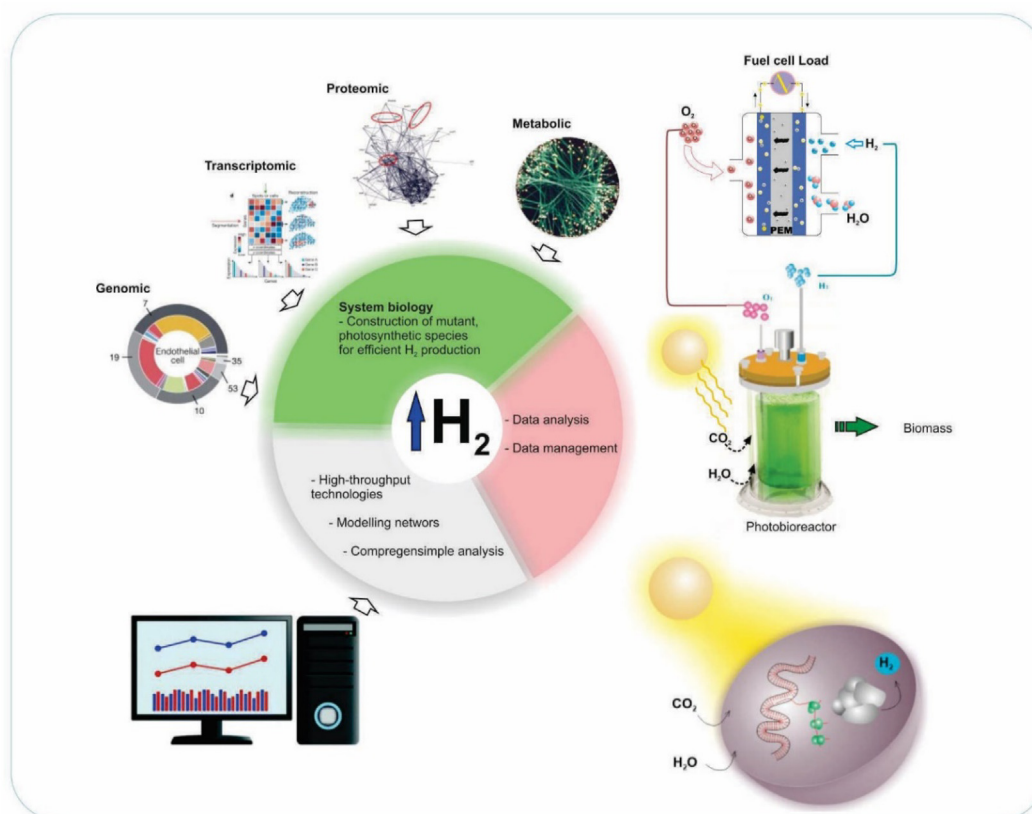 Fuel cell Load
Proteomic
O2
Metabolic
H2
Transcriptomic
H2O
PEM
Genomic
7
19
Endothelial
cell
35
53
10
System biology
- Construction of mutant,
photosynthetic species
for efficient H2 production
O2
H2
H2
- Data analysis
- Data management
CO2
H2O
Biomass
Photobioreactor
- High-throughput
technologies
- Modelling networs
- Compregensimple analysis
H2
CO2
H2O